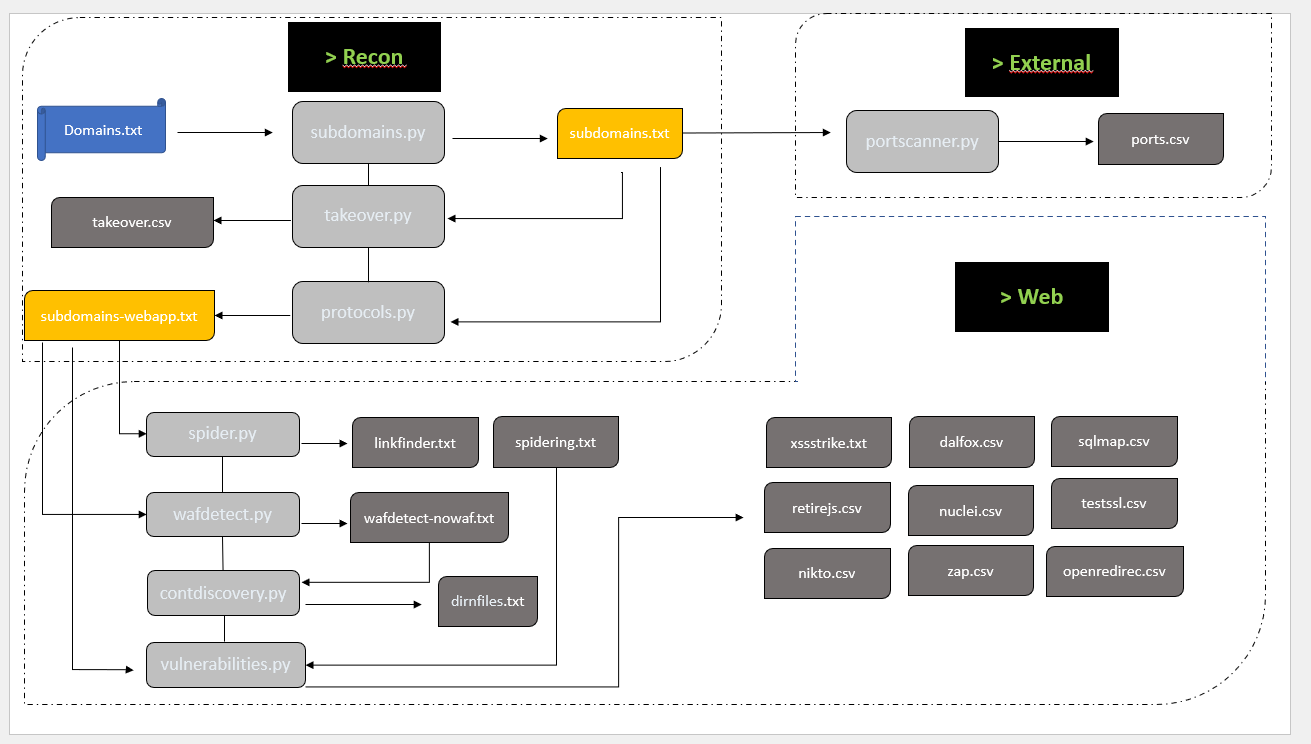 > Recon
Domains.txt
subdomains.py
subdomains.txt
takeover.py
takeover.csv
protocols.py
subdomains-webapp.txt
> External
portscanner.py
ports.csv
> Web
spider.py
linkfinder.txt
spidering.txt
wafdetect.py
wafdetect-nowaf.txt
contdiscovery.py
dirnfiles.txt
vulnerabilities.py
xssstrike.txt
dalfox.csv
sqlmap.csv
retirejs.csv
nuclei.csv
testssl.csv
nikto.csv
zap.csv
openredirec.csv